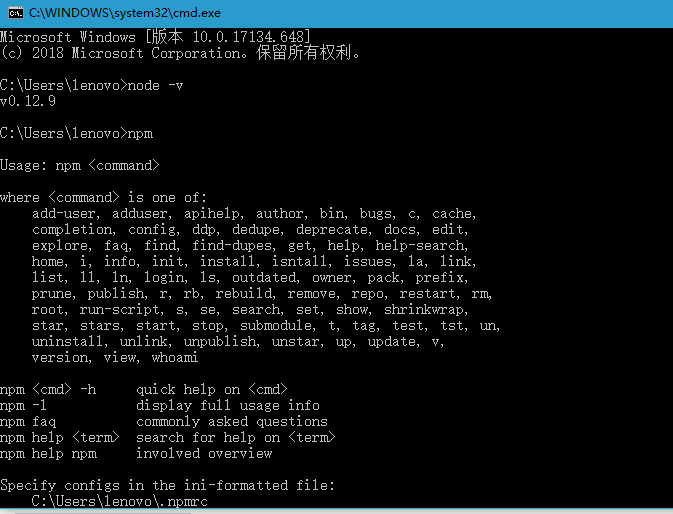 C:\WINDOWS\system32\cmd.exe
Microsoft Windows [版本 10.0.17134.648]
(c) 2018 Microsoft Corporation。保留所有权利。
C:\Users\lenovo>node -v
v0.12.9
C:\Users\lenovo>npm
Usage: npm <command>
where <command> is one of:
add-user, adduser, apihelp, author, bin, bugs, c, cache,
completion, config, ddp, dedupe, deprecate, docs, edit,
explore, faq, find, find-dupes, get, help, help-search,
home, i, info, init, install, isntall, issues, la, link,
list, ll, ln, login, ls, outdated, owner, pack, prefix,
prune, publish, r, rb, rebuild, remove, repo, restart, rm,
root, run-script, s, se, search, set, show, shrinkwrap,
star, stars, start, stop, submodule, t, tag, test, tst, un,
uninstall, unlink, unpublish, unstar, up, update, v,
version, view, whoami
npm <cmd> -h     quick help on <cmd>
npm -l           display full usage info
npm faq          commonly asked questions
npm help <term>  search for help on <term>
npm help npm     involved overview
Specify configs in the ini-formatted file:
C:\Users\lenovo\.npmrc